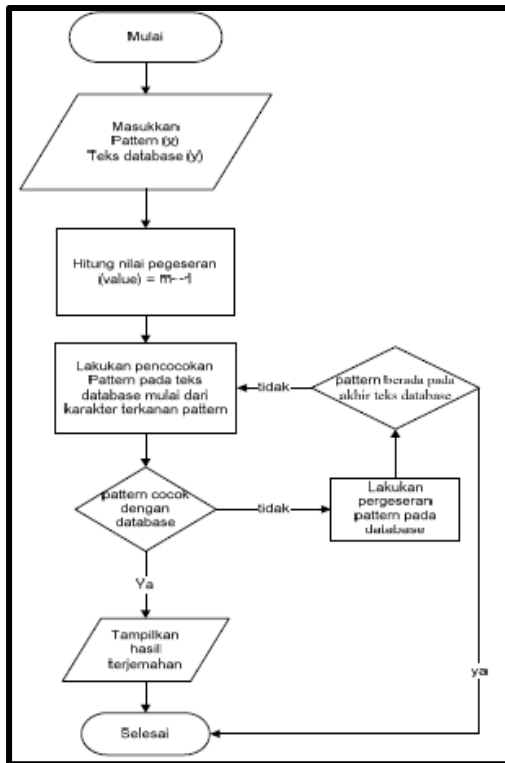 Mulai
Masukkan
Pattern (x)
Teks database (y)
Hitung nilai pegeseran
(value) = m--1
Lakukan pencocokan
Pattern pada teks
database mulai dari
karakter terkanan pattern
tidak
pattern berada pada
akhir teks database
pattern cocok
dengan
database
tidak
Lakukan
pergeseran
pattern pada
database
Ya
Tampilkan
hasil
terjemahan
ya
Selesai